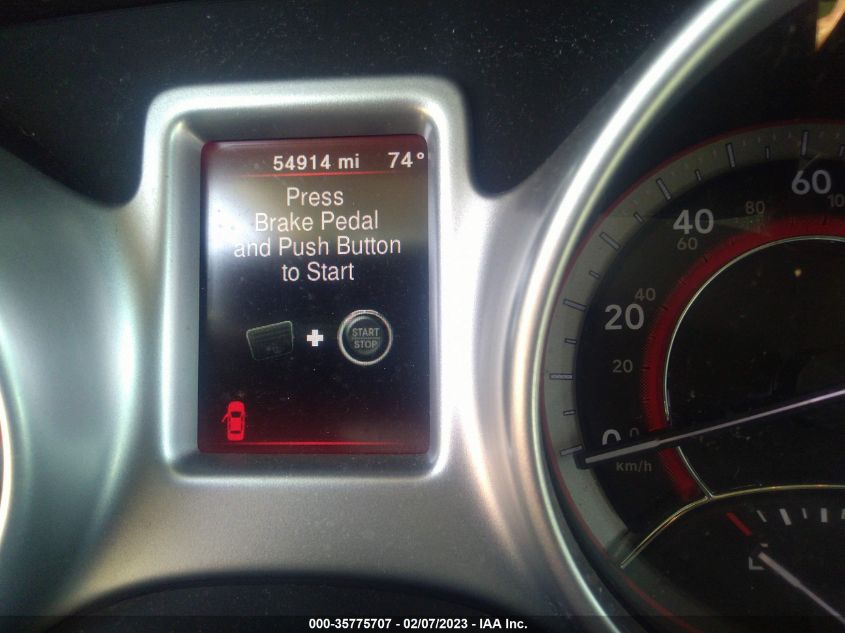 54914 mi 74°
Press
Brake Pedal
and Push Button
to Start
START
STOP
60
40
80
60
20
40
20
0
0
km/h
E
000-35775707 - 02/07/2023 - IAA Inc.